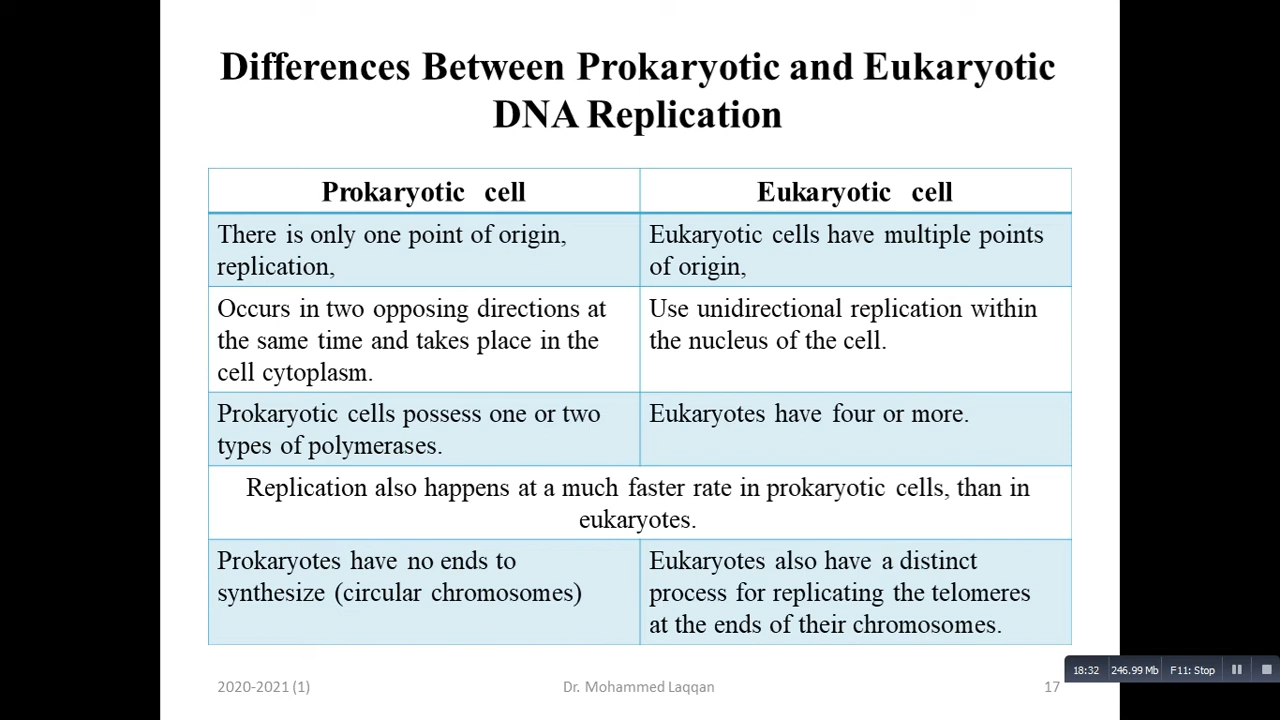 Differences Between Prokaryotic and Eukaryotic
DNA Replication
Prokaryotic cell
Eukaryotic cell
There is only one point of origin,
replication,
Eukaryotic cells have multiple points
of origin,
Occurs in two opposing directions at
the same time and takes place in the
cell cytoplasm.
Use unidirectional replication within
the nucleus of the cell.
Prokaryotic cells possess one or two
types of polymerases.
Eukaryotes have four or more.
Replication also happens at a much faster rate in prokaryotic cells, than in
eukaryotes.
Prokaryotes have no ends to
synthesize (circular chromosomes)
Eukaryotes also have a distinct
process for replicating the telomeres
at the ends of their chromosomes.
18:32 246.99 Mb F11: Stop
2020-2021 (1)
Dr. Mohammed Laqqan
17